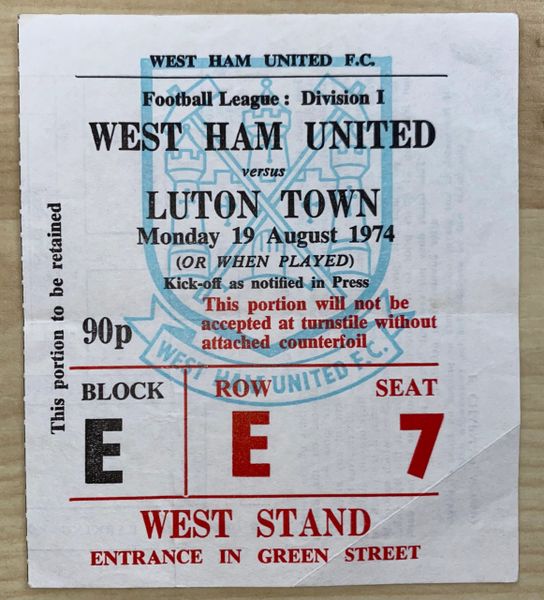 WEST HAM UNITED F.C.
Football League: Division I
WEST HAM UNITED
versus
LUTON TOWN
Monday 19 August 1974
(OR WHEN PLAYED)
Kick-off as notified in Press
This portion to be retained
90p
This portion will not be
accepted at turnstile without
attached counterfoil
WEST HAM UNITED F.C.
BLOCK ROW SEAT
E E 7
WEST STAND
ENTRANCE IN GREEN STREET